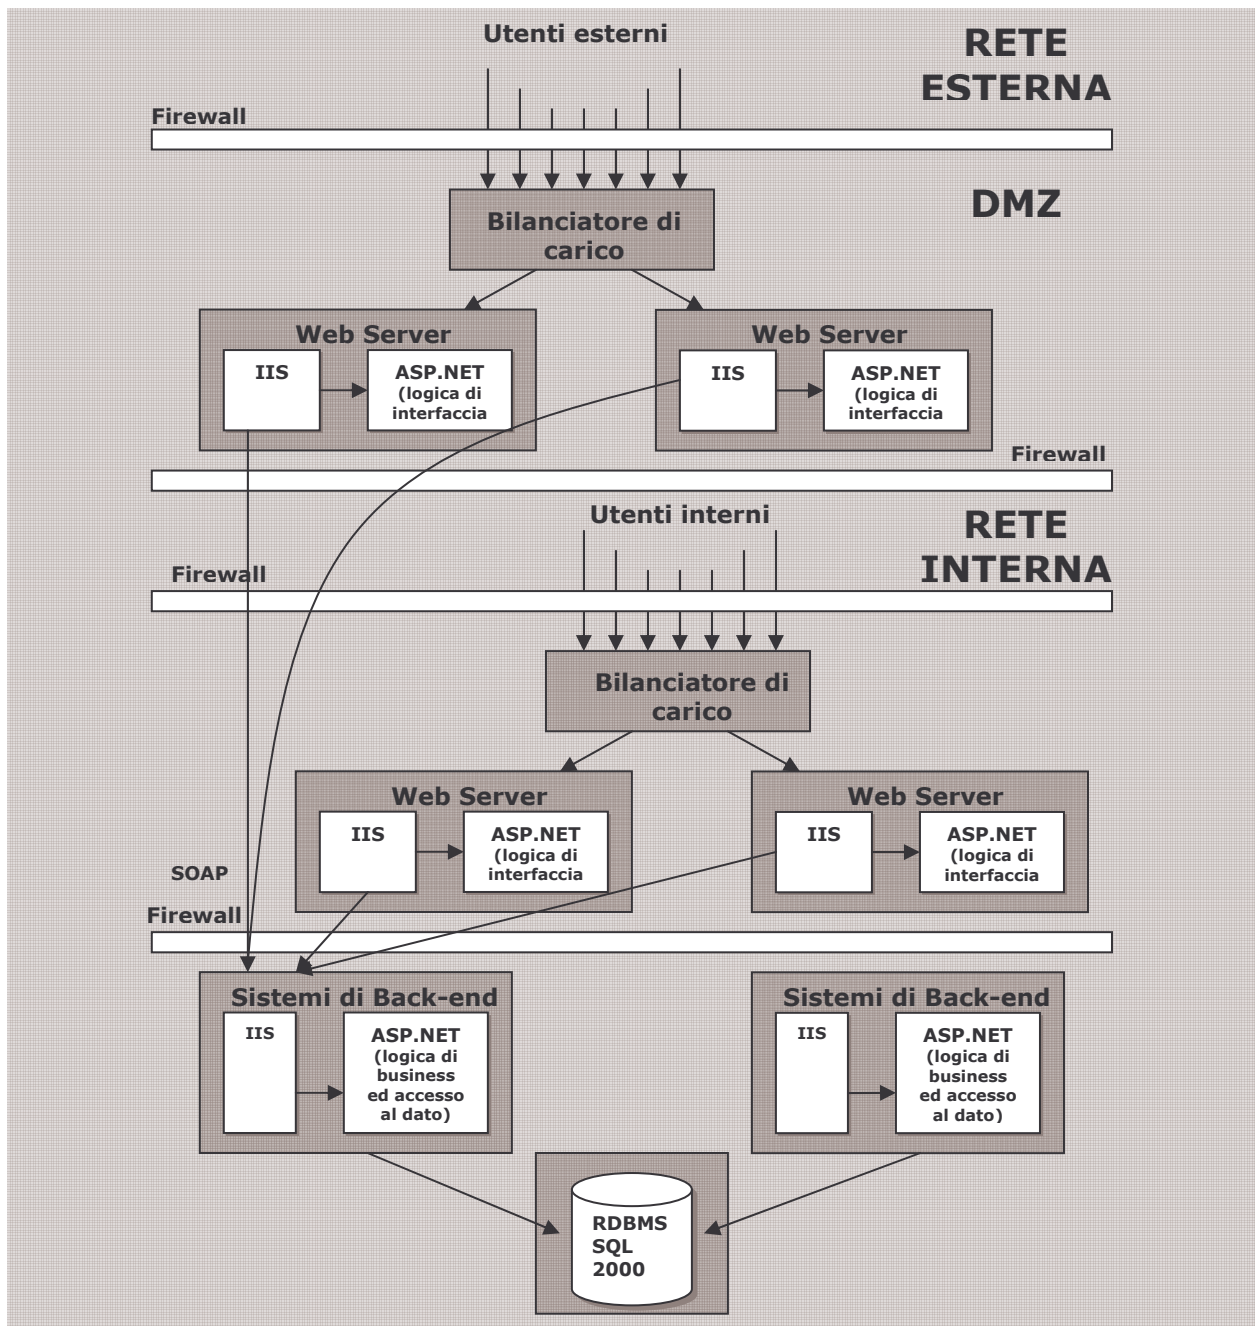 Utenti esterni
RETE
ESTERNA
Firewall
DMZ
Bilanciatore di
carico
Web Server
IIS
ASP.NET
(logica di
interfaccia
Web Server
IIS
ASP.NET
(logica di
interfaccia
Firewall
Utenti interni
RETE
INTERNA
Firewall
Bilanciatore di
carico
Web Server
IIS
ASP.NET
(logica di
interfaccia
Web Server
IIS
ASP.NET
(logica di
interfaccia
SOAP
Firewall
Sistemi di Back-end
IIS
ASP.NET
(logica di
business
ed accesso
al dato)
Sistemi di Back-end
IIS
ASP.NET
(logica di
business
ed accesso
al dato)
RDBMS
SQL
2000